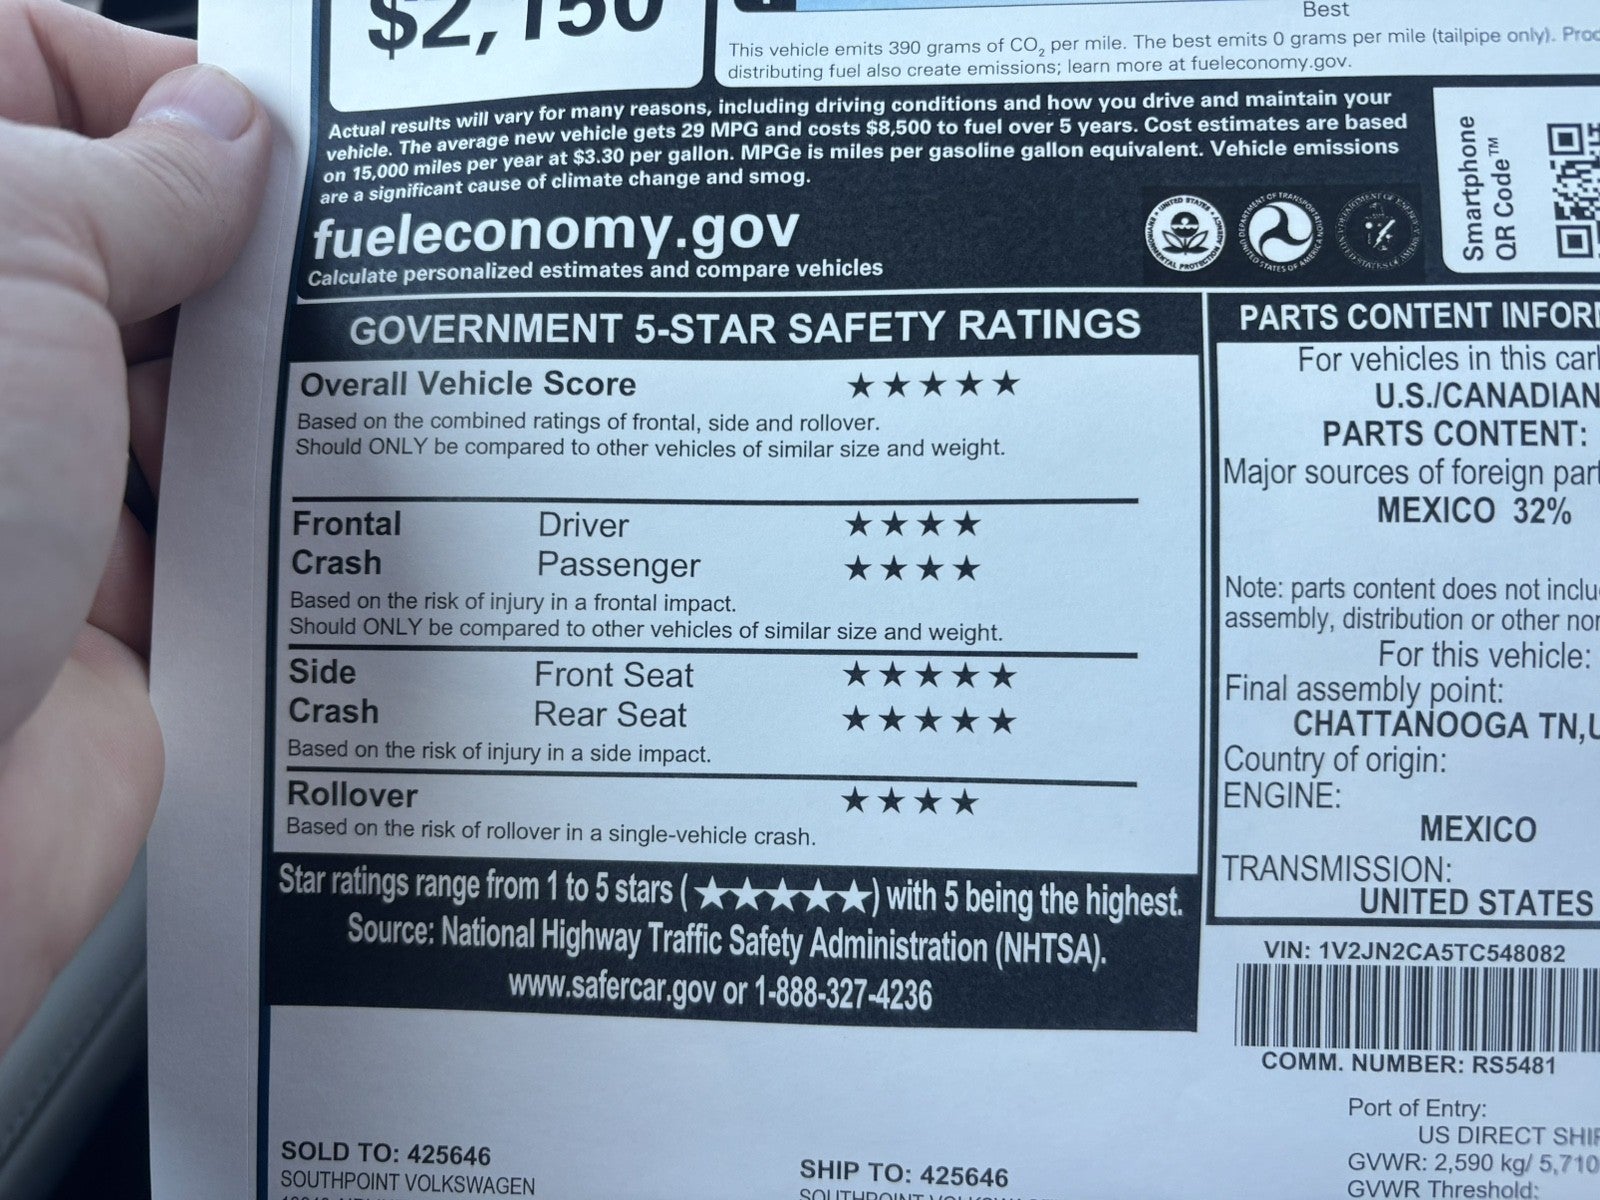 $2,150
Best
This vehicle emits 390 grams of CO2 per mile. The best emits 0 grams per mile (tailpipe only).
distributing fuel also create emissions; learn more at fueleconomy.gov.
Actual results will vary for many reasons, including driving conditions and how you drive and maintain your
vehicle. The average new vehicle gets 29 MPG and costs $8,500 to fuel over 5 years. Cost estimates are based
on 15,000 miles per year at $3.30 per gallon. MPGe is miles per gasoline gallon equivalent. Vehicle emissions
are a significant cause of climate change and smog.
fueleconomy.gov
Calculate personalized estimates and compare vehicles
Smartphone
QR Code™
GOVERNMENT 5-STAR SAFETY RATINGS
Overall Vehicle Score ★★★★★
Based on the combined ratings of frontal, side and rollover.
Should ONLY be compared to other vehicles of similar size and weight.
Frontal Driver ★★★★
Crash Passenger ★★★★
Based on the risk of injury in a frontal impact.
Should ONLY be compared to other vehicles of similar size and weight.
Side Front Seat ★★★★★
Crash Rear Seat ★★★★★
Based on the risk of injury in a side impact.
Rollover ★★★★
Based on the risk of rollover in a single-vehicle crash.
Star ratings range from 1 to 5 stars (★★★★★) with 5 being the highest.
Source: National Highway Traffic Safety Administration (NHTSA).
www.safercar.gov or 1-888-327-4236
PARTS CONTENT
For vehicles in this
U.S./CANADIAN
PARTS CONTENT:
Major sources of foreign
MEXICO 32%
Note: parts content does not
assembly, distribution or other
For this vehicle:
Final assembly point:
CHATTANOOGA TN,
Country of origin:
ENGINE:
MEXICO
TRANSMISSION:
UNITED STATES
VIN: 1V2JN2CA5TC548082
COMM. NUMBER: RS5481
Port of Entry:
US DIRECT
GVWR: 2,590 kg/ 5,710
GVWR Threshold:
SOLD TO: 425646
SOUTHPOINT VOLKSWAGEN
SHIP TO: 425646
SOUTHPOINT